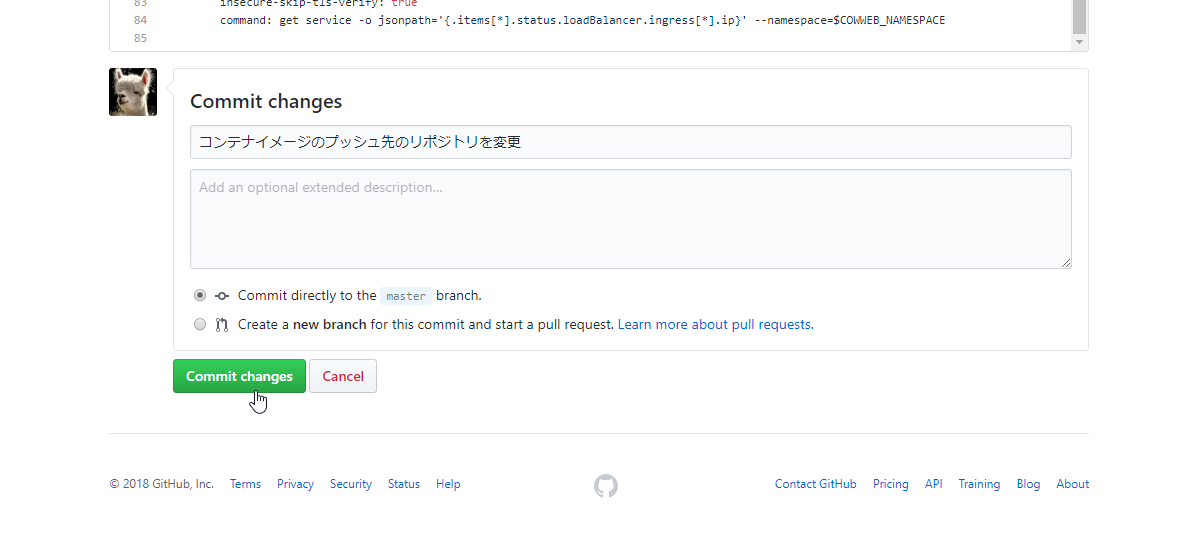 83 insecure-skip-tls-verify: true
84 command: get service -o jsonpath='{.items[*].status.loadBalancer.ingress[*].ip}' --namespace=$COWWEB_NAMESPACE
85
Commit changes
コンテナイメージのプッシュ先のリポジトリを変更
Add an optional extended description...
Commit directly to the master branch.
Create a new branch for this commit and start a pull request. Learn more about pull requests.
Commit changes Cancel
© 2018 GitHub, Inc. Terms Privacy Security Status Help Contact GitHub Pricing API Training Blog About